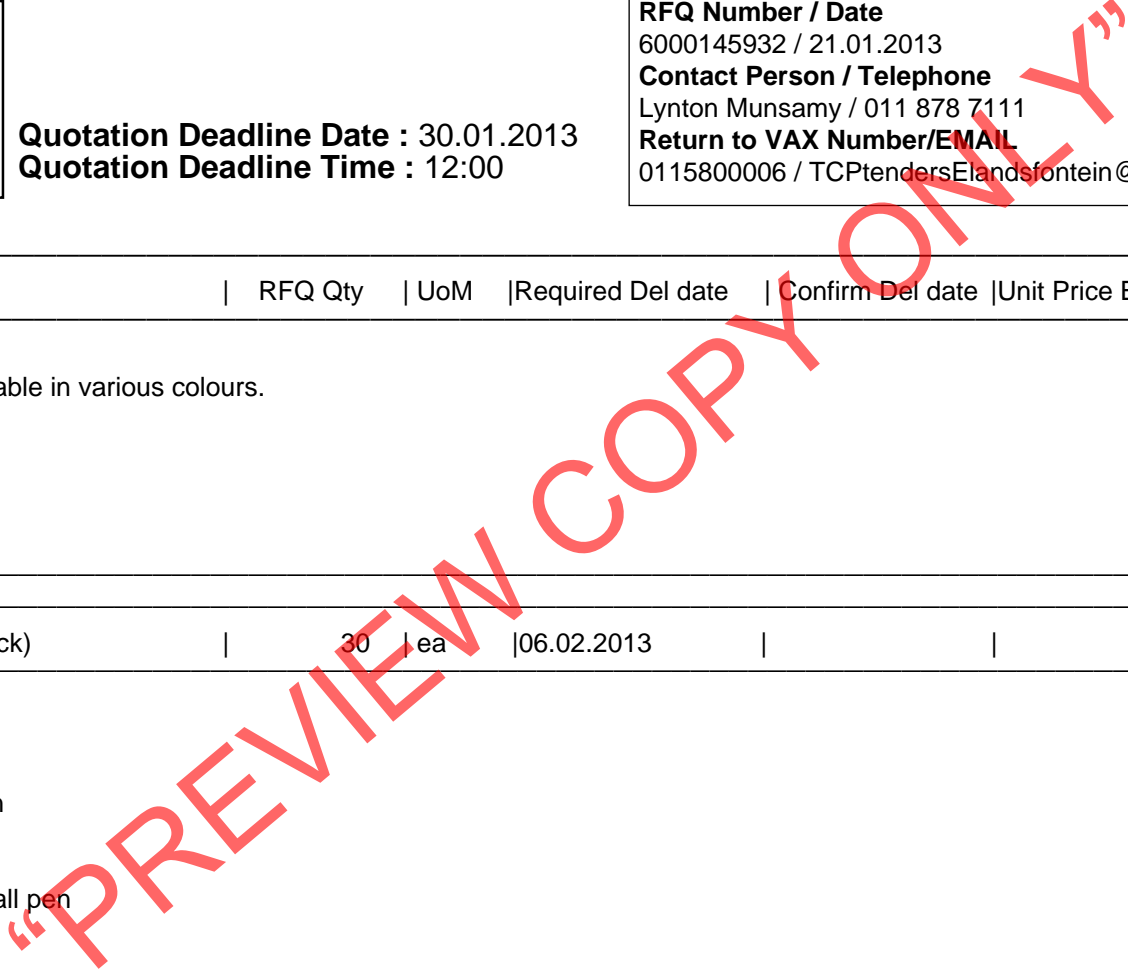 RFQ Number / Date
6000145932 / 21.01.2013
Contact Person / Telephone
Lynton Munsamy / 011 878 7111
Return to VAX Number/EMAIL
0115800006 / TCPtendersElandsfontein@
Quotation Deadline Date : 30.01.2013
Quotation Deadline Time : 12:00
| RFQ Qty | UoM |Required Del date | Confirm Del date |Unit Price
able in various colours.
ck) | 30 | ea |06.02.2013 | |
n
all pen
“PREVIEW COPY ONLY”